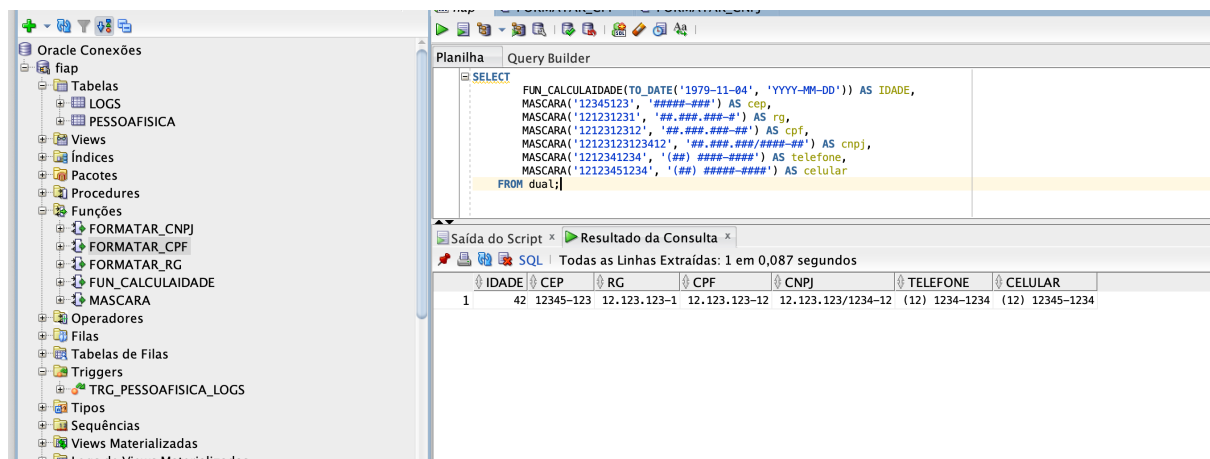 Oracle Conexões
fiap
Tabelas
LOGS
PESSOAFISICA
Views
Índices
Pacotes
Procedures
Funções
FORMATAR_CNPJ
FORMATAR_CPF
FORMATAR_RG
FUN_CALCULAIDADE
MASCARA
Operadores
Filas
Tabelas de Filas
Triggers
TRG_PESSOAFISICA_LOGS
Tipos
Sequências
Views Materializadas
Planilha Query Builder
SELECT
FUN_CALCULAIDADE(TO_DATE('1979-11-04', 'YYYY-MM-DD')) AS IDADE,
MASCARA('12345123', '#####-###') AS cep,
MASCARA('121231231', '##.###.###-#') AS rg,
MASCARA('1212312312', '##.###.###-##') AS cpf,
MASCARA('12123123123412', '##.###.###/####-##') AS cnpj,
MASCARA('1212341234', '(##) ####-####') AS telefone,
MASCARA('12123451234', '(##) #####-####') AS celular
FROM dual;
Saída do Script x Resultado da Consulta x
SQL | Todas as Linhas Extraídas: 1 em 0,087 segundos
IDADE CEP RG CPF CNPJ TELEFONE CELULAR
1 42 12345-123 12.123.123-1 12.123.123-12 12.123.123/1234-12 (12) 1234-1234 (12) 12345-1234